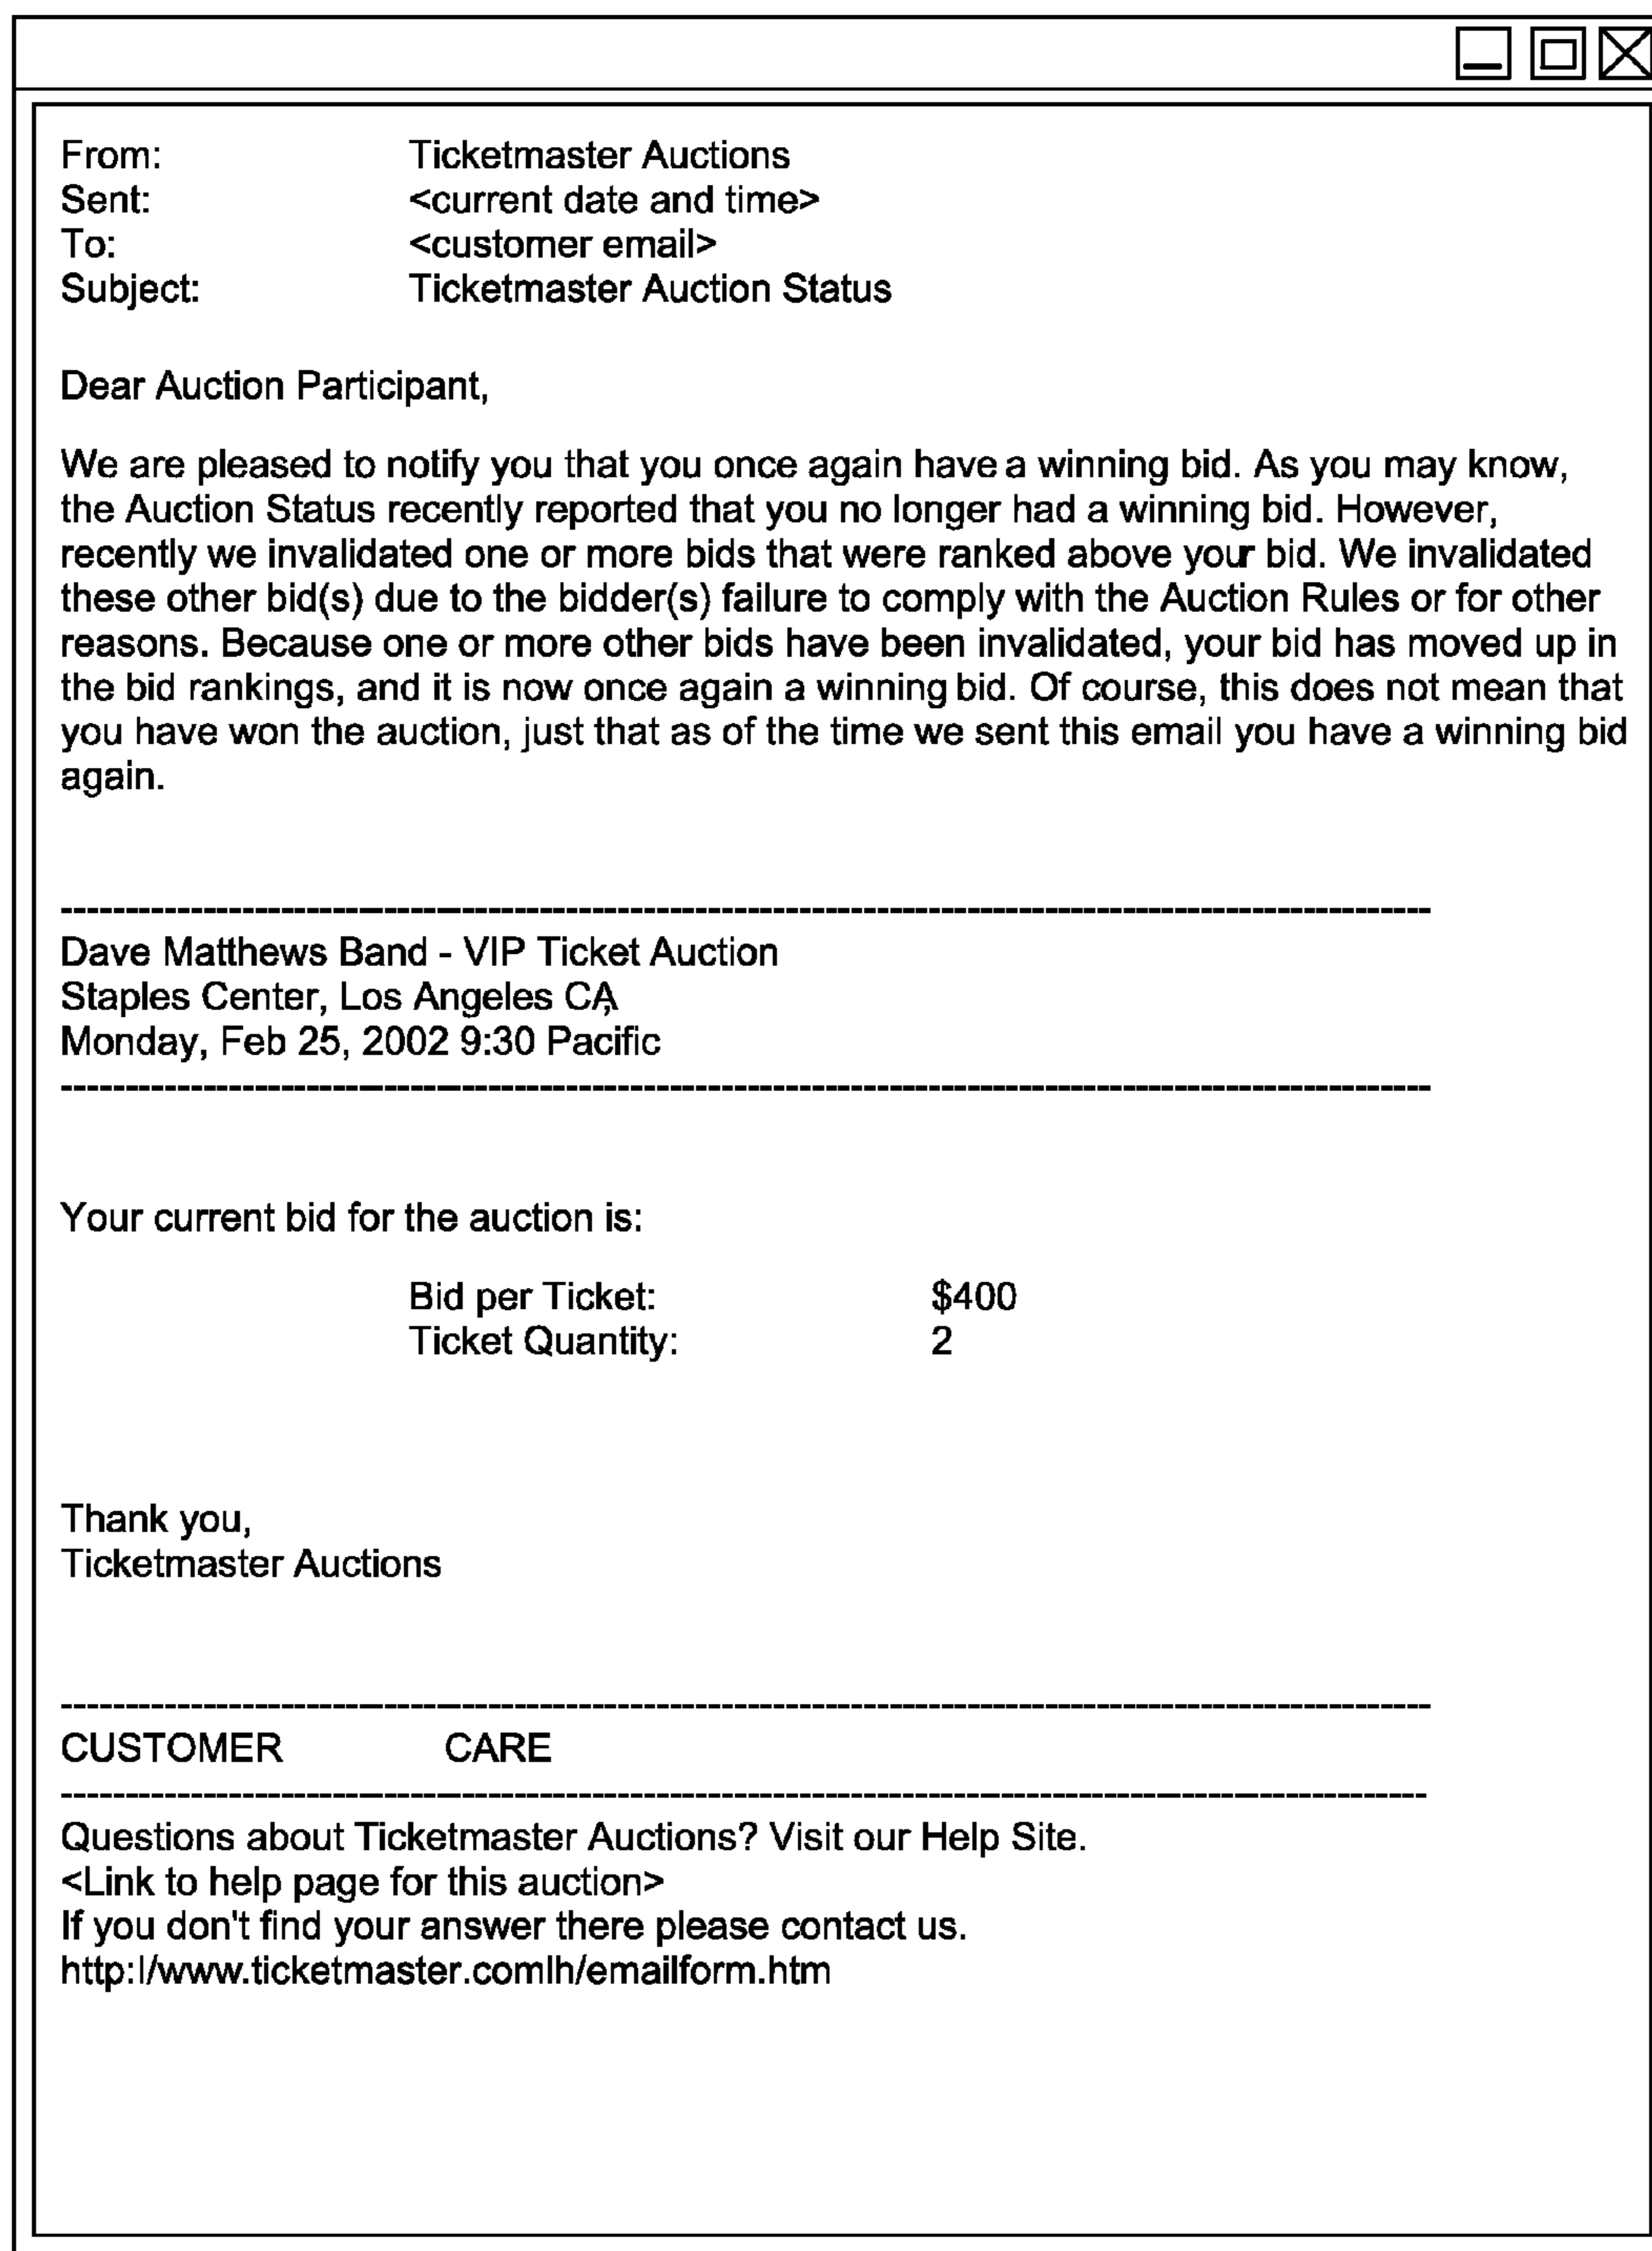 From: Ticketmaster Auctions
Sent: <current date and time>
To: <customer email>
Subject: Ticketmaster Auction Status
Dear Auction Participant,
We are pleased to notify you that you once again have a winning bid. As you may know,
the Auction Status recently reported that you no longer had a winning bid. However,
recently we invalidated one or more bids that were ranked above your bid. We invalidated
these other bid(s) due to the bidder(s) failure to comply with the Auction Rules or for other
reasons. Because one or more other bids have been invalidated, your bid has moved up in
the bid rankings, and it is now once again a winning bid. Of course, this does not mean that
you have won the auction, just that as of the time we sent this email you have a winning bid
again.
Dave Matthews Band - VIP Ticket Auction
Staples Center, Los Angeles CA,
Monday, Feb 25, 2002 9:30 Pacific
Your current bid for the auction is:
Bid per Ticket: $400
Ticket Quantity: 2
Thank you,
Ticketmaster Auctions
CUSTOMER CARE
Questions about Ticketmaster Auctions? Visit our Help Site.
<Link to help page for this auction>
If you don't find your answer there please contact us.
http:l/www.ticketmaster.comlh/emailform.htm